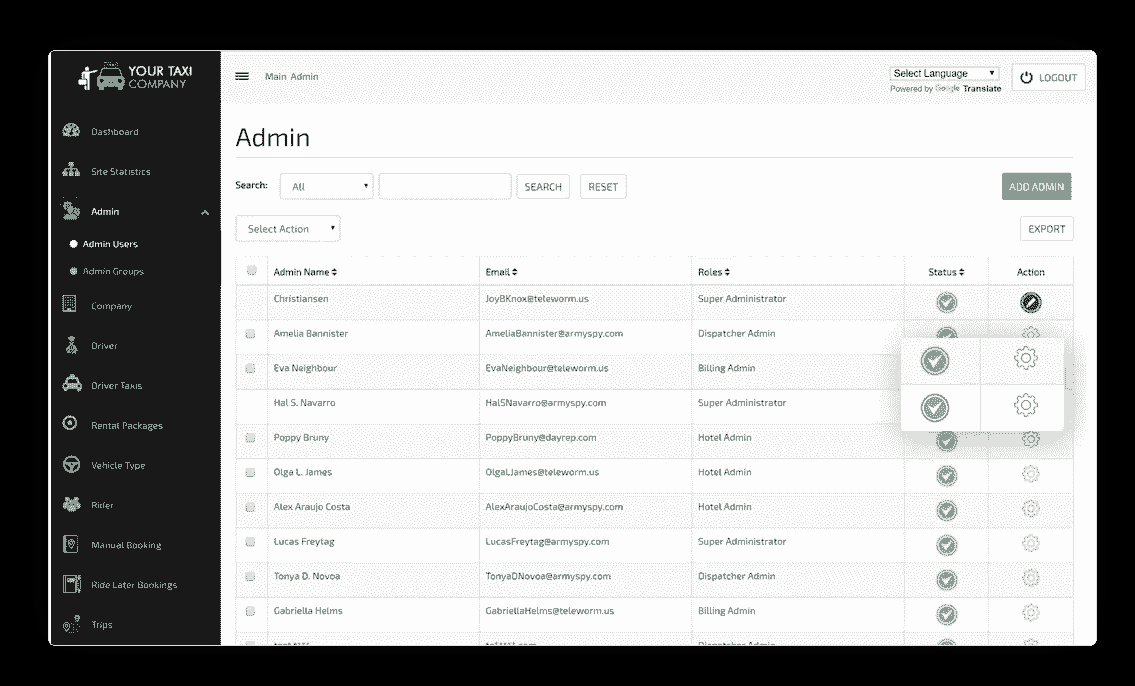 YOUR TAXI
COMPANY
Main Admin
Select Language
LOGOUT
Powered by Google Translate
Dashboard
Admin
Site Statistics
Search: All SEARCH RESET ADD ADMIN
Admin
Select Action EXPORT
Admin Users
Admin Groups
Admin Name Email Roles Status Action
Company
Christiansen JoyBKnox@teleworm.us Super Administrator
Driver
Amelia Bannister AmeliaBannister@armyspy.com Dispatcher Admin
Eva Neighbour EvaNeighbour@teleworm.us Billing Admin
Driver Taxis
Hal S. Navarro HalSNavarro@armyspy.com Super Administrator
Rental Packages
Poppy Bruny PoppyBruny@dayrep.com Hotel Admin
Vehicle Type
Olga L. James OlgaLJames@teleworm.us Hotel Admin
Rider
Alex Araujo Costa AlexAraujoCosta@armyspy.com Hotel Admin
Manual Booking
Lucas Freytag LucasFreytag@armyspy.com Super Administrator
Ride Later Bookings
Tonya D. Novoa TonyaDNovoa@armyspy.com Dispatcher Admin
Gabriella Helms GabriellaHelms@teleworm.us Billing Admin
Trips
Dispatcher Admin